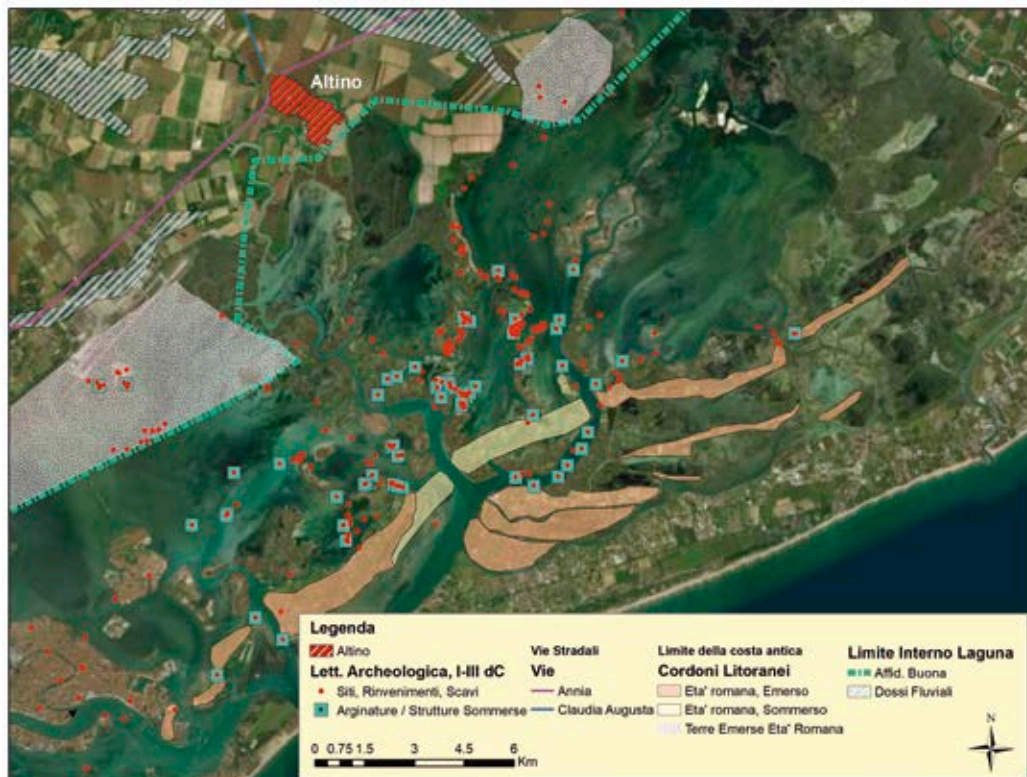 Altino
Legenda
Altino
Lett. Archeologica, I-III dC
Siti, Rinvenimenti, Scavi
Arginature / Strutture Sommerse
0 0.75 1.5 3 4.5 6
Km
Vie Stradali
Vie
Annia
Claudia Augusta
Limite della costa antica
Cordoni Litoranei
Eta' romana, Emerso
Eta' romana, Sommerso
Terre Emerse Eta' Romana
Limite Interno Laguna
Affid. Buona
Dossi Fluviali
N